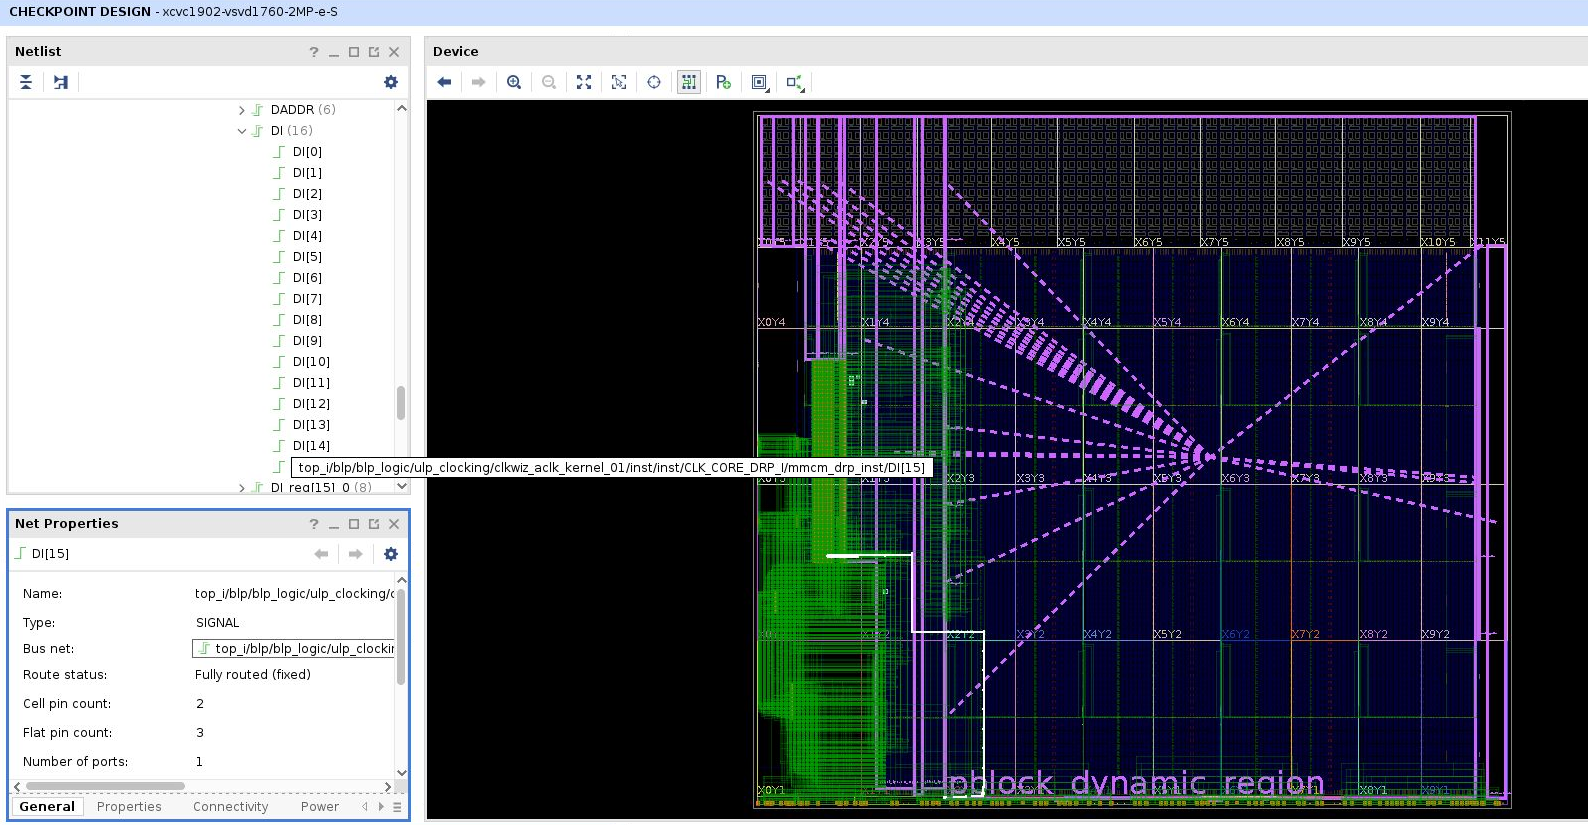 CHECKPOINT DESIGN - xcvc1902-vsvd1760-2MP-e-S
Netlist
Device
DADDR (6)
DI (16)
DI[0]
DI[1]
DI[2]
DI[3]
DI[4]
DI[5]
DI[6]
DI[7]
DI[8]
DI[9]
DI[10]
DI[11]
DI[12]
DI[13]
DI[14]
top_i/blp/blp_logic/ulp_clocking/clkwiz_aclk_kernel_01/inst/inst/CLK_CORE_DRP_I/mmcm_drp_inst/DI[15]
DI_reg[15]_0 (8)
Net Properties
DI[15]
Name: top_i/blp/blp_logic/ulp_clocking/c
Type: SIGNAL
Bus net: top_i/blp/blp_logic/ulp_clockin
Route status: Fully routed (fixed)
Cell pin count: 2
Flat pin count: 3
Number of ports: 1
General Properties Connectivity Power
X2Y5 X3Y5 X4Y5 X5Y5 X6Y5 X7Y5 X8Y5 X9Y5 X10Y5 X11Y5
X0Y4 X1Y4 X2Y4 X3Y4 X4Y4 X5Y4 X6Y4 X7Y4 X8Y4 X9Y4
X0Y3 X1Y3 X2Y3 X3Y3 X4Y3 X5Y3 X6Y3 X7Y3 X8Y3 X9Y3
X1Y2 X2Y2 X3Y2 X4Y2 X5Y2 X6Y2 X7Y2 X8Y2 X9Y2
pblock_dynamic_region
X0Y1 X8Y1 X9Y1